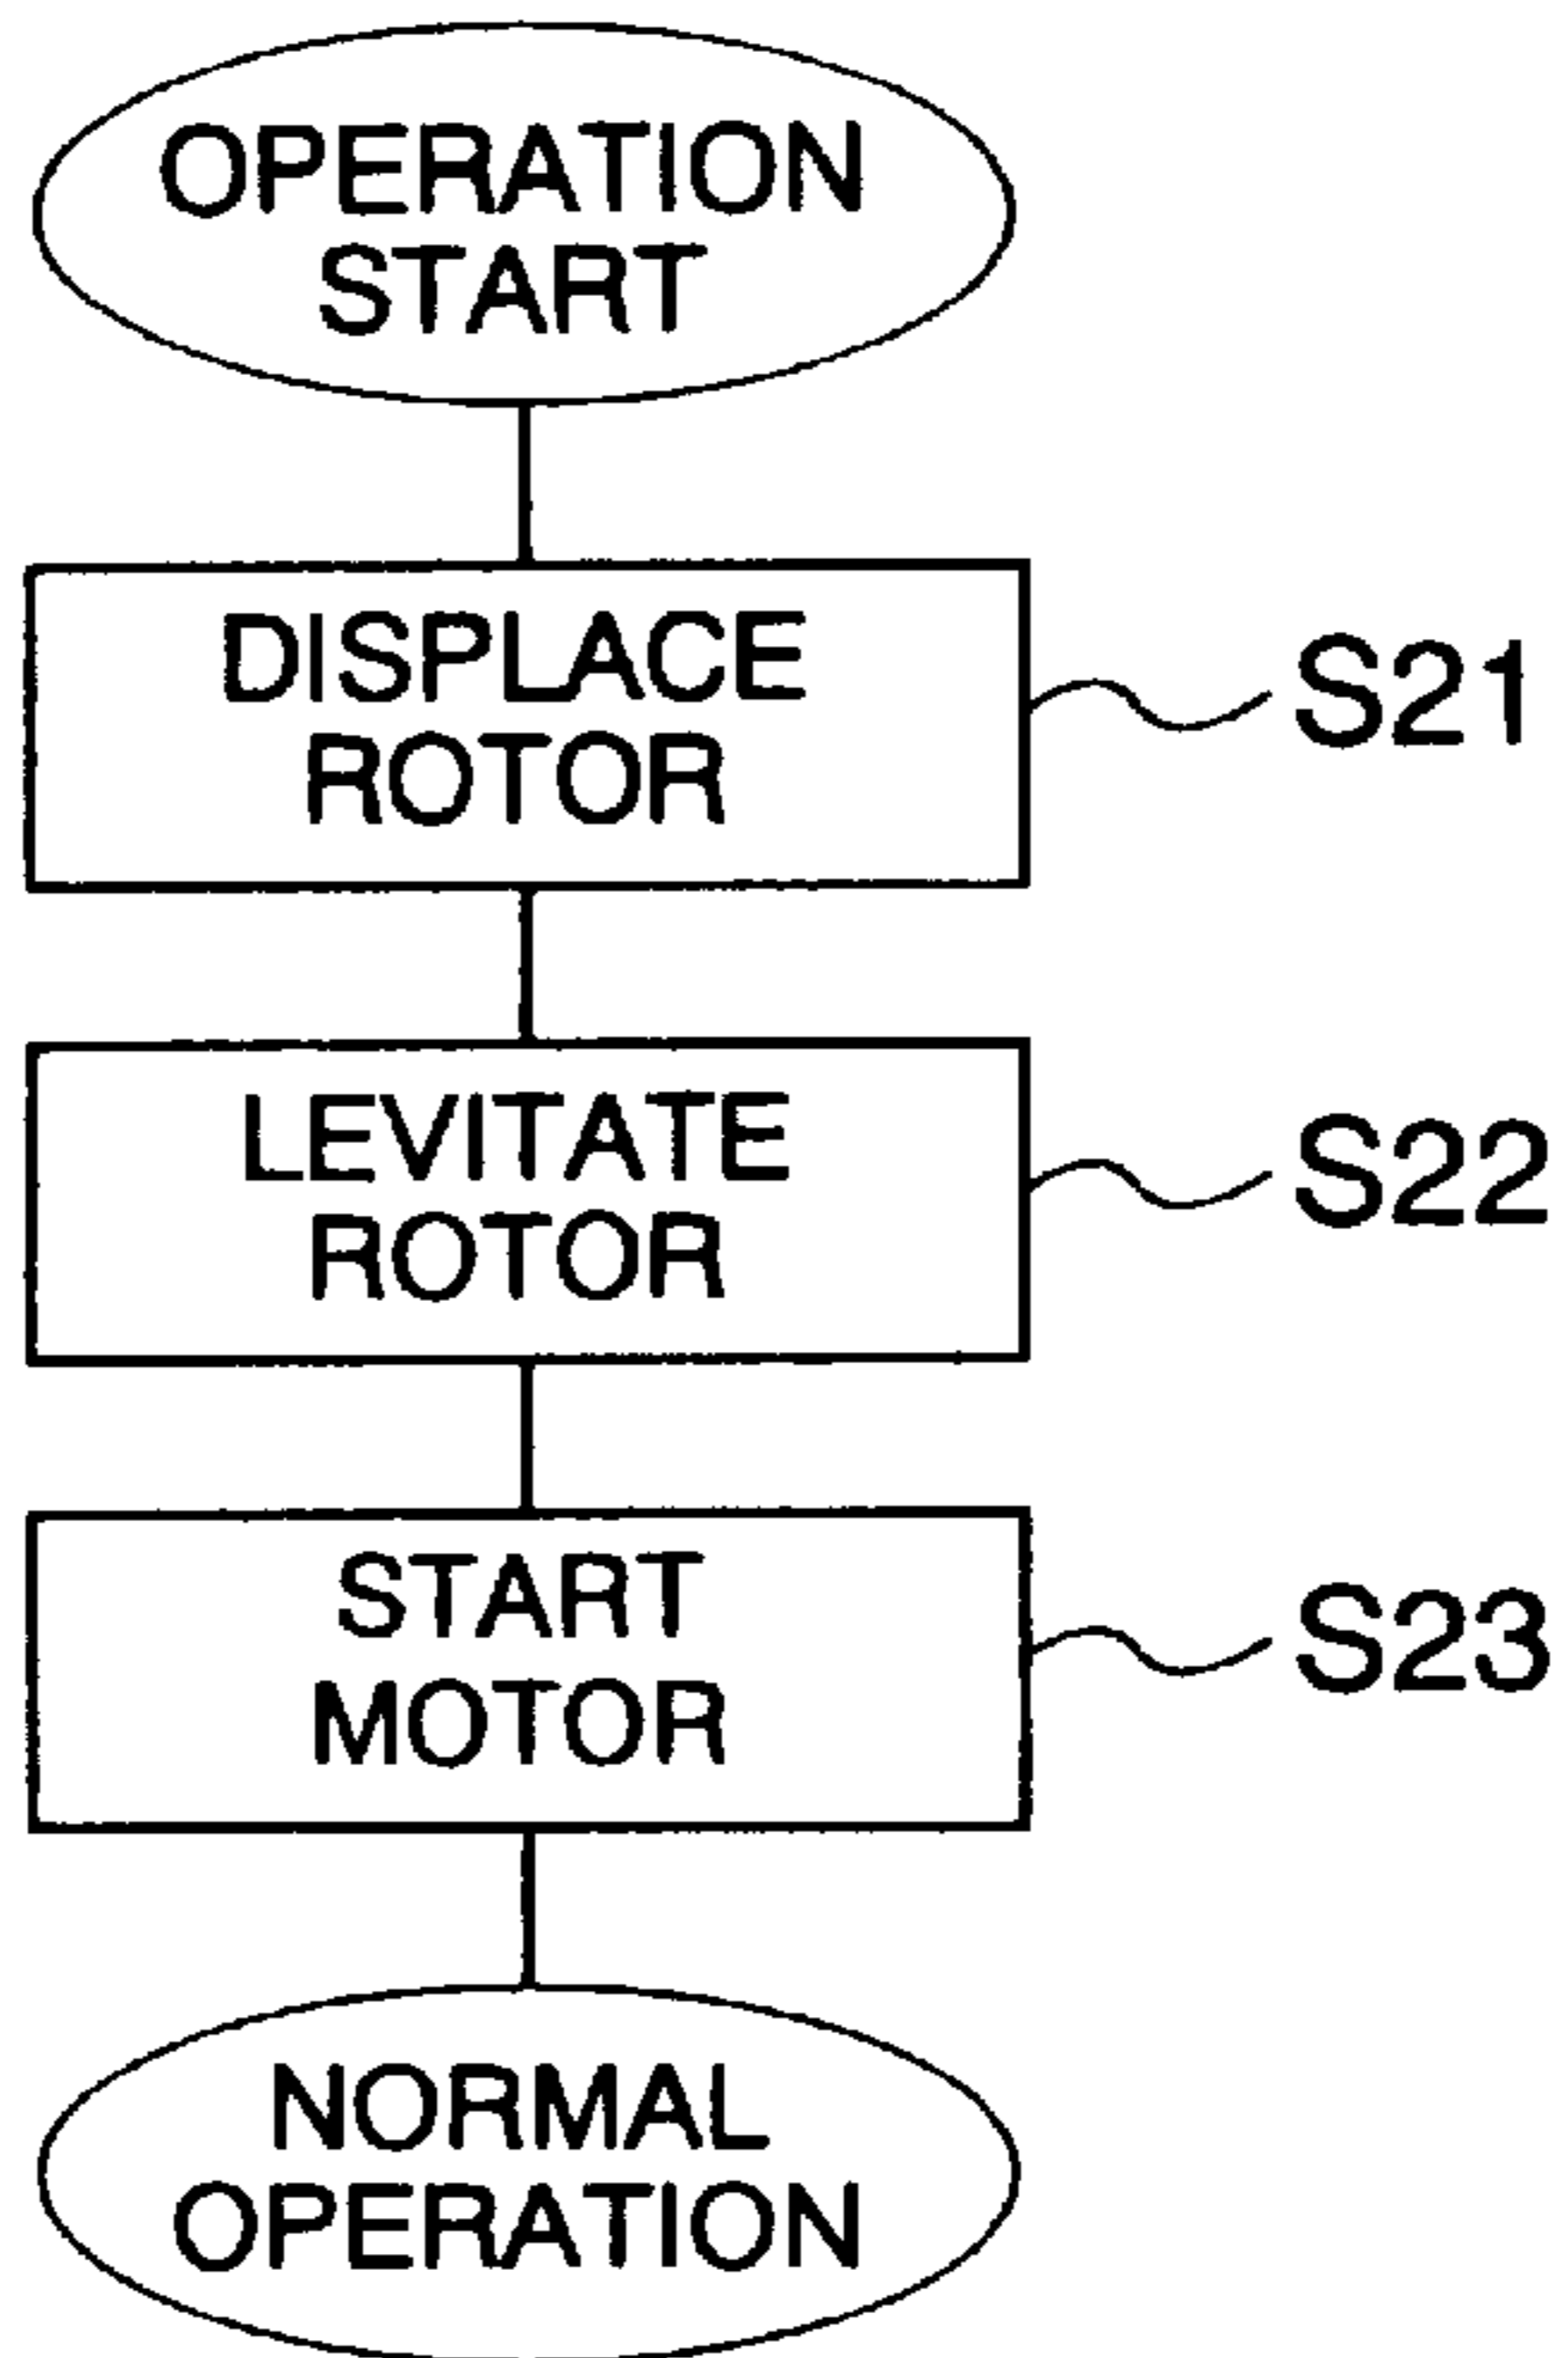 OPERATION
START
DISPLACE
ROTOR
S21
LEVITATE
ROTOR
S22
START
MOTOR
S23
NORMAL
OPERATION